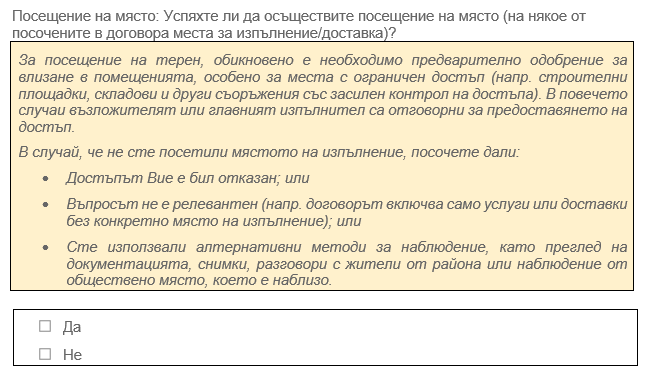 Посещение на място: Успяхте ли да осъществите посещение на място (на някое от
посочените в договора места за изпълнение/доставка)?
За посещение на терен, обикновено е необходимо предварително одобрение за
влизане в помещенията, особено за места с ограничен достъп (напр. строителни
площадки, складови и други съоръжения със засилен контрол на достъпа). В повечето
случаи възложителят или главният изпълнител са отговорни за предоставянето на
достъп.
В случай, че не сте посетили мястото на изпълнение, посочете дали:
• Достъпът Вие е бил отказан; или
• Въпросът не е релевантен (напр. договорът включва само услуги или доставки
без конкретно място на изпълнение); или
• Сте използвали алтернативни методи за наблюдение, като преглед на
документацията, снимки, разговори с жители от района или наблюдение от
обществено място, което е наблизо.
☐ Да
☐ Не